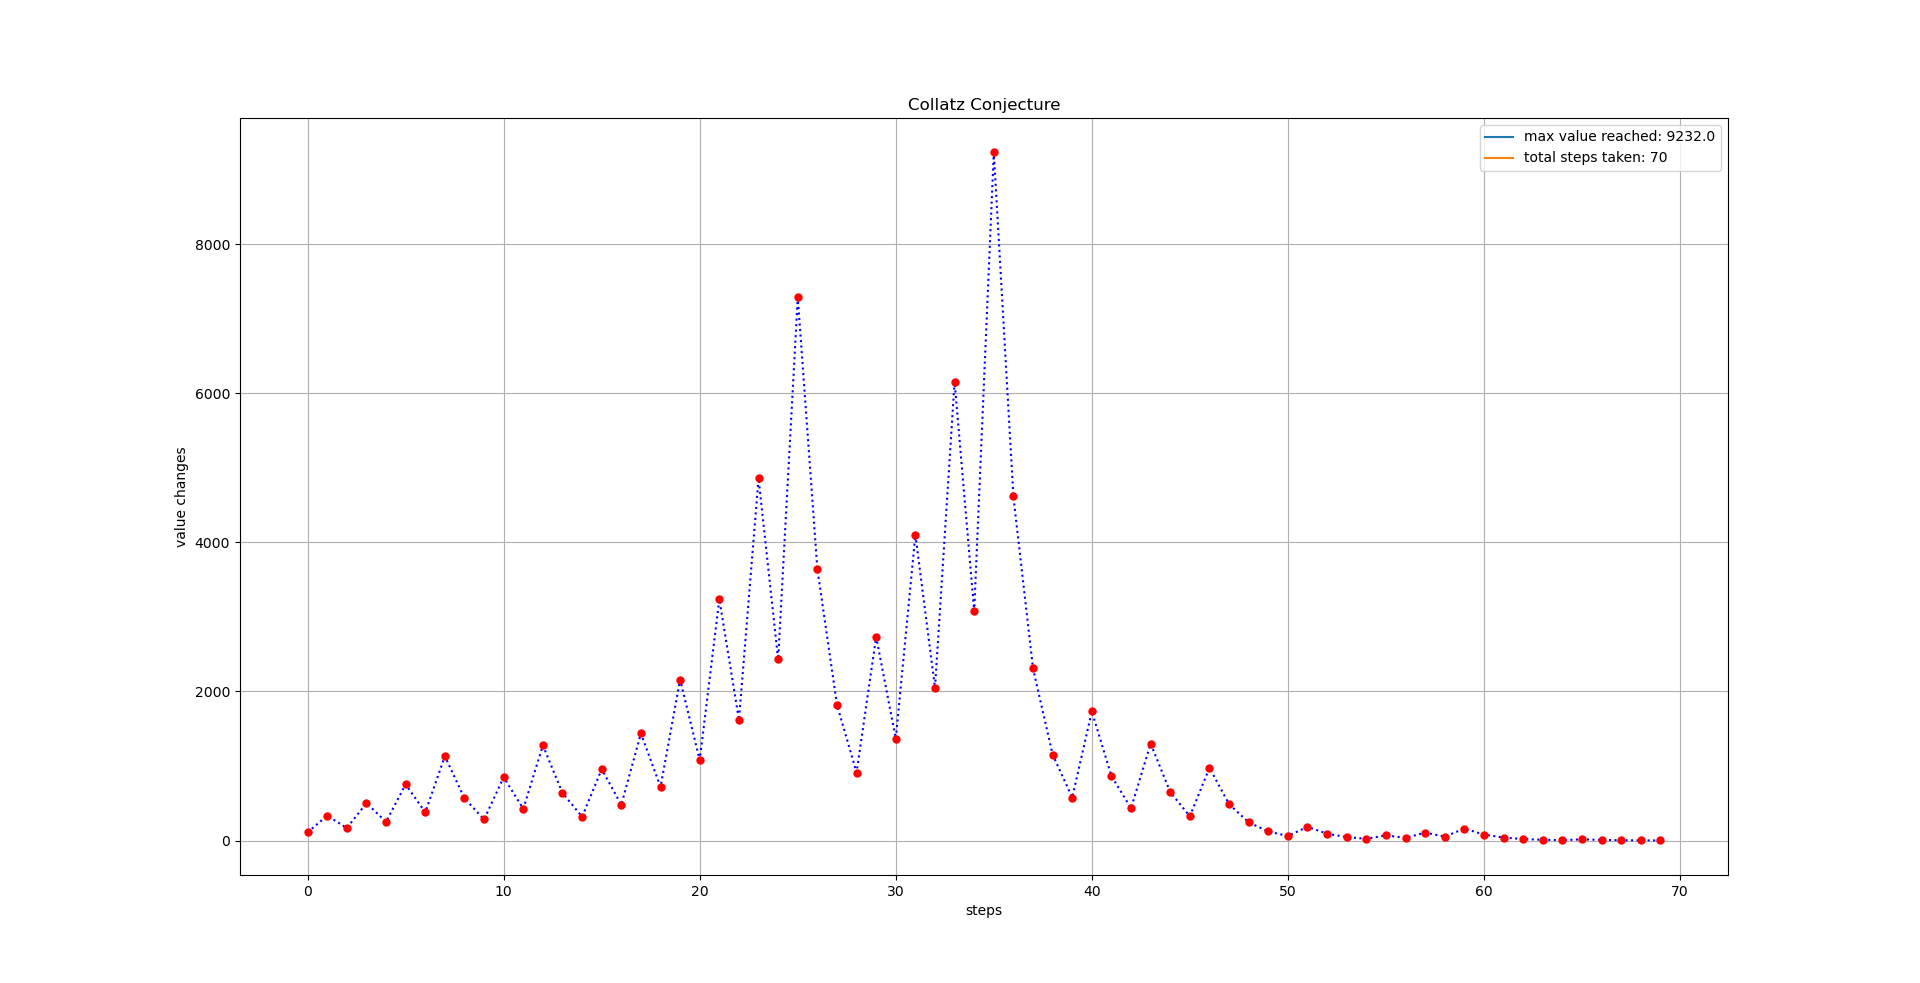 Collatz Conjecture
max value reached: 9232.0
total steps taken: 70
8000
6000
4000
2000
0
value changes
0 10 20 30 40 50 60 70
steps